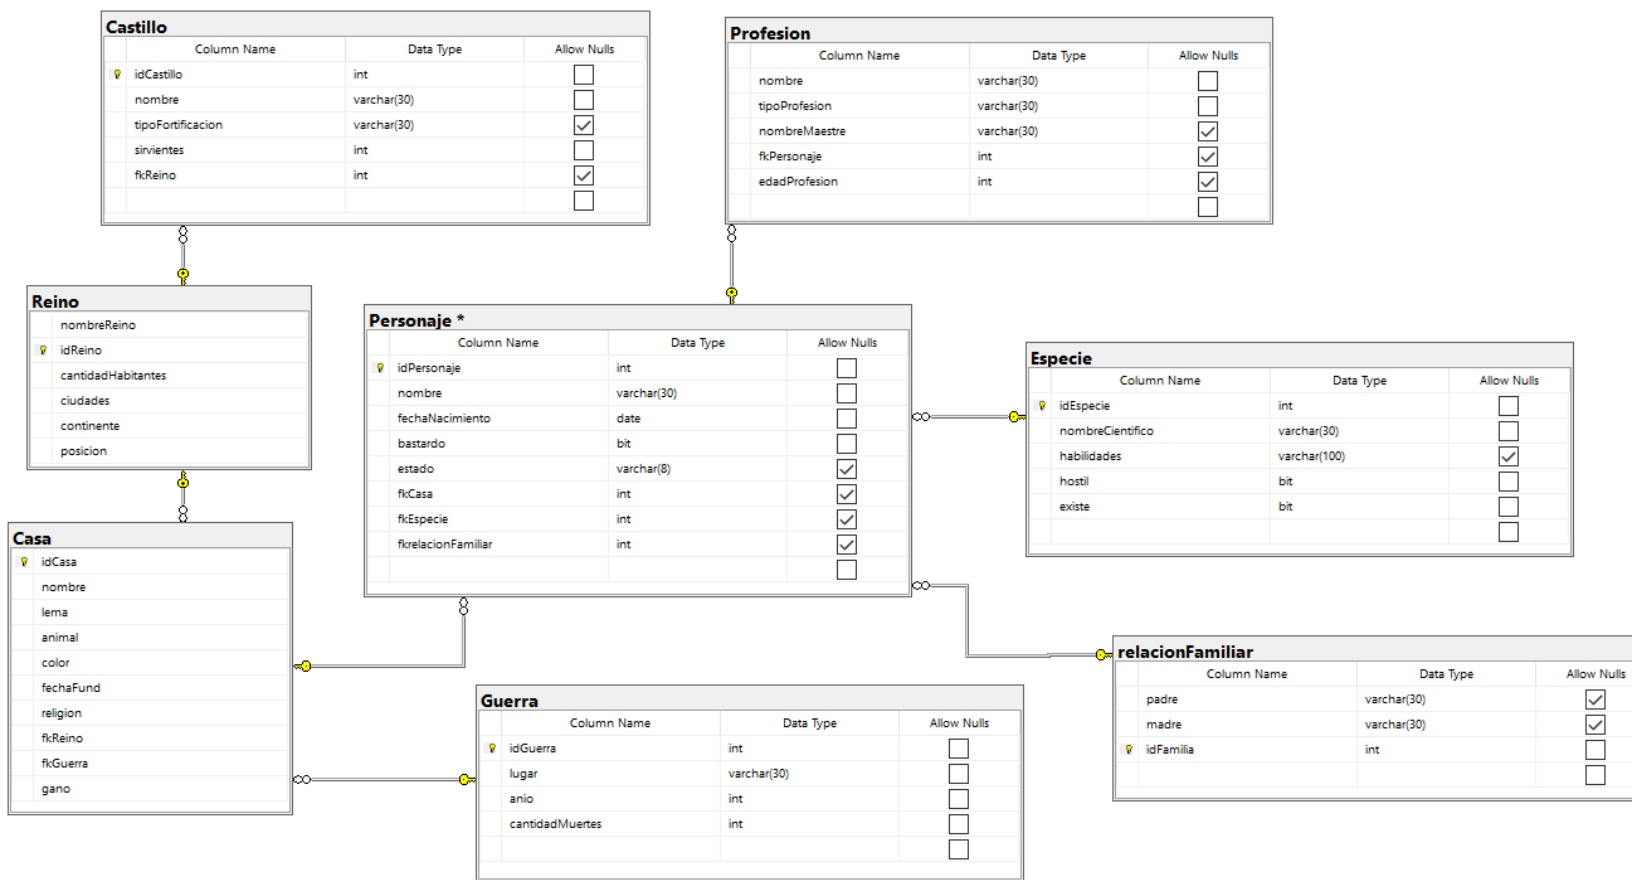 Castillo
Column Name Data Type Allow Nulls
idCastillo int
nombre varchar(30)
tipoFortificacion varchar(30)
sirvientes int
fkReino int
Profesion
Column Name Data Type Allow Nulls
nombre varchar(30)
tipoProfesion varchar(30)
nombreMaestre varchar(30)
fkPersonaje int
edadProfesion int
Reino
nombreReino
idReino
cantidadHabitantes
ciudades
continente
posicion
Personaje *
Column Name Data Type Allow Nulls
idPersonaje int
nombre varchar(30)
fechaNacimiento date
bastardo bit
estado varchar(8)
fkCasa int
fkEspecie int
fkrelacionFamiliar int
Especie
Column Name Data Type Allow Nulls
idEspecie int
nombreCientifico varchar(30)
habilidades varchar(100)
hostil bit
existe bit
Casa
idCasa
nombre
lema
animal
color
fechaFund
religion
fkReino
fkGuerra
gano
Guerra
Column Name Data Type Allow Nulls
idGuerra int
lugar varchar(30)
anio int
cantidadMuertes int
relacionFamiliar
Column Name Data Type Allow Nulls
padre varchar(30)
madre varchar(30)
idFamilia int